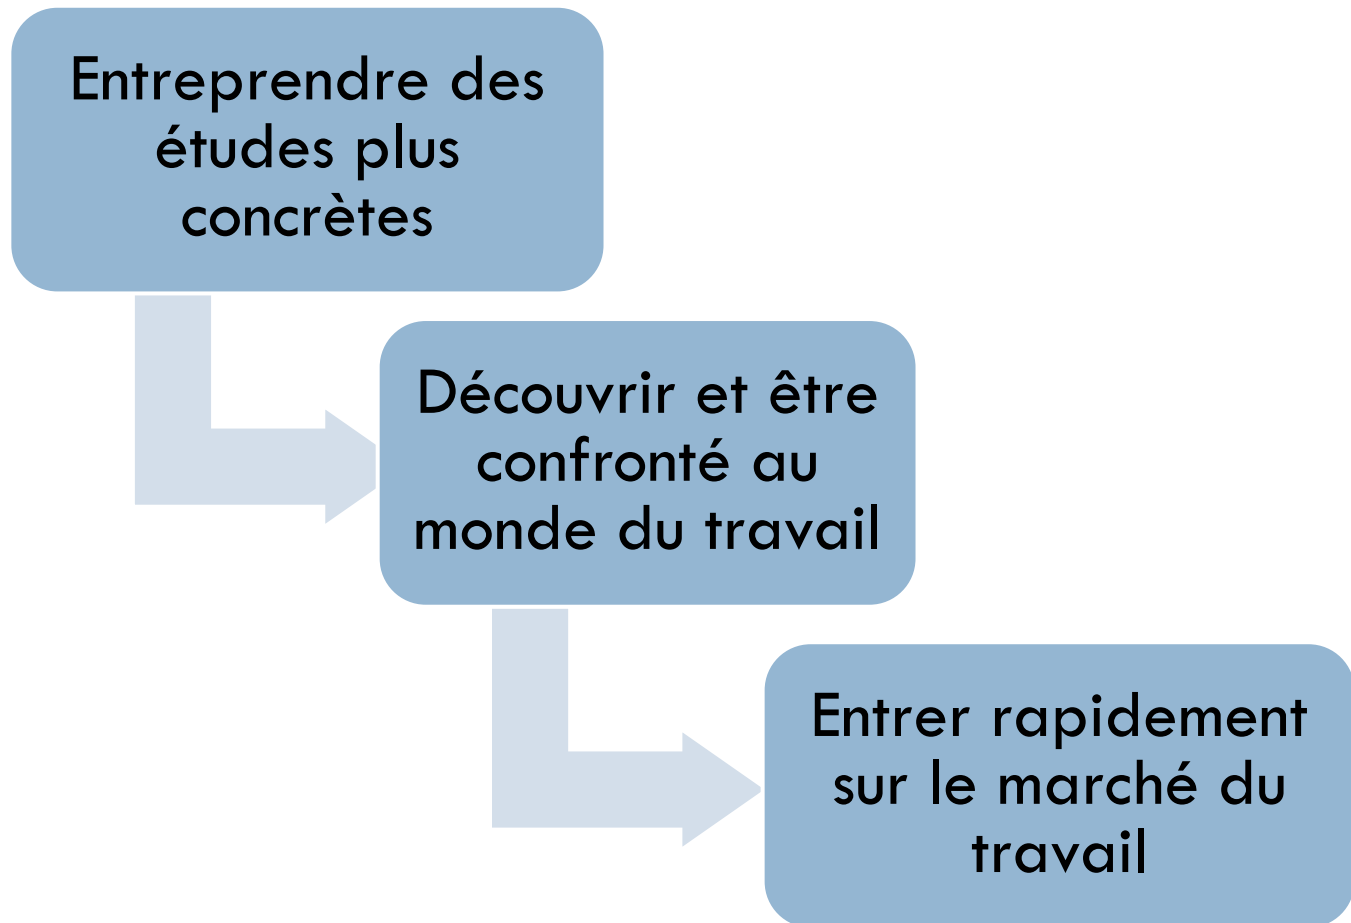 Entreprendre des
études plus
concrètes
Découvrir et être
confronté au
monde du travail
Entrer rapidement
sur le marché du
travail